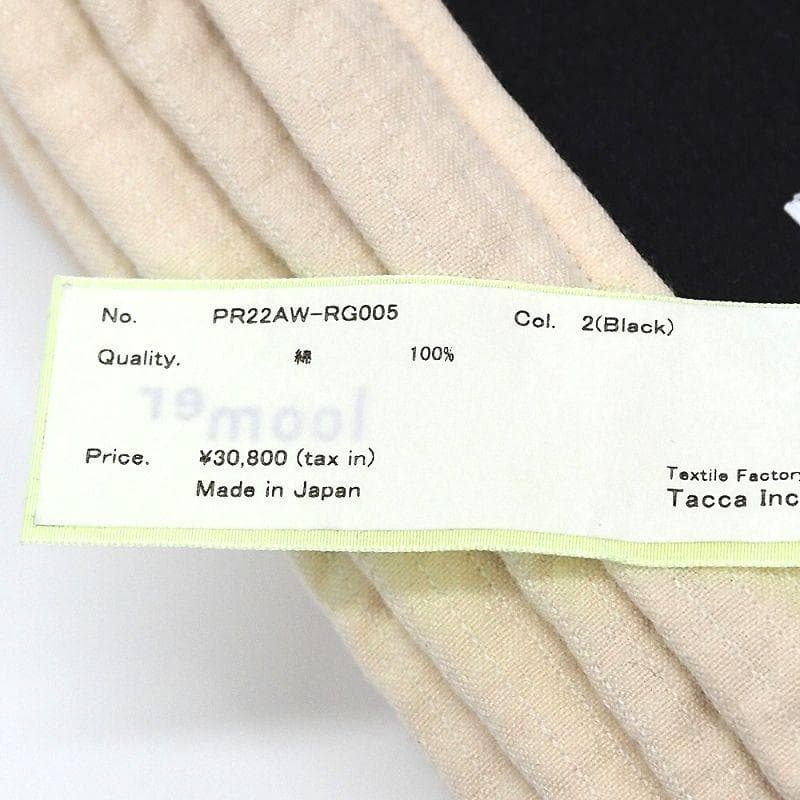 No. PR22AW-RG005 Col. 2(Black)
Quality. 綿 100%
loomer
Price. ¥30,800 (tax in)
Made in Japan
Textile Factory
Tacca Inc